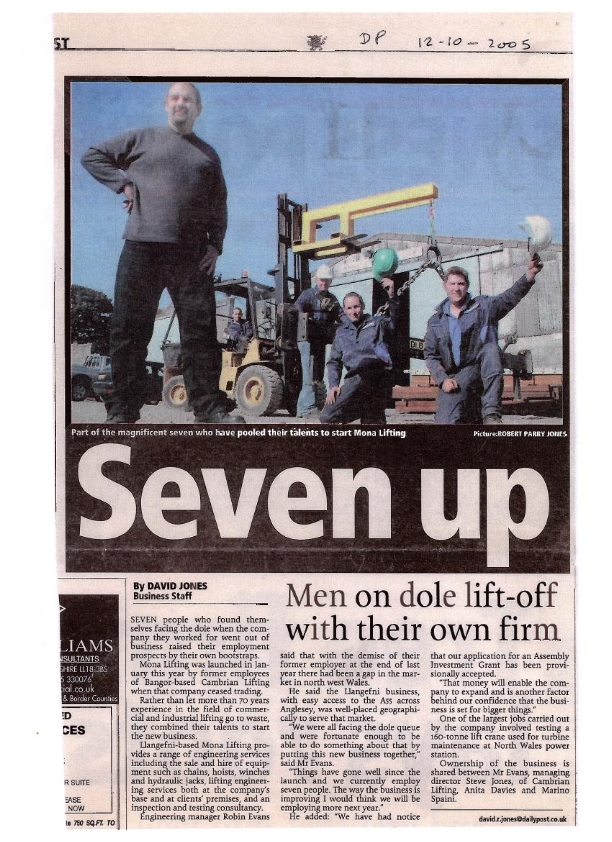 ST
DP 12-10-2005
Part of the magnificent seven who have pooled their talents to start Mona Lifting
Picture:ROBERT PARRY JONES
Seven up
Men on dole lift-off
with their own firm
By DAVID JONES
Business Staff
SEVEN people who found them-
selves facing the dole when the com-
pany they worked for went out of
business raised their employment
prospects by their own bootstraps.
Mona Lifting was launched in Jan-
uary this year by former employees
of Bangor-based Cambrian Lifting
when that company ceased trading.
Rather than let more than 70 years
experience in the field of commer-
cial and industrial lifting go to waste,
they combined their talents to start
the new business.
Llangefni-based Mona Lifting pro-
vides a range of engineering services
including the sale and hire of equip-
ment such as chains, hoists, winches
and hydraulic jacks, lifting engineer-
ing services both at the company's
base and at clients' premises, and an
inspection and testing consultancy.
Engineering manager Robin Evans
said that with the demise of their
former employer at the end of last
year there had been a gap in the mar-
ket in north west Wales.
He said the Llangefni business,
with easy access to the A55 across
Anglesey, was well-placed geographi-
cally to serve that market.
"We were all facing the dole queue
and were fortunate enough to be
able to do something about that by
putting this new business together,"
said Mr Evans.
"Things have gone well since the
launch and we currently employ
seven people. The way the business is
improving I would think we will be
employing more next year."
He added: "We have had notice
that our application for an Assembly
Investment Grant has been provi-
sionally accepted.
"That money will enable the com-
pany to expand and is another factor
behind our confidence that the busi-
ness is set for bigger things."
One of the largest jobs carried out
by the company involved testing a
160-tonne lift crane used for turbine
maintenance at North Wales power
station.
Ownership of the business is
shared between Mr Evans, managing
director Steve Jones, of Cambrian
Lifting, Anita Davies and Marino
Spaini.
david.z.jones@dailypost.co.uk
LIAMS
NSULTANTS
SHIRE LL18 3BS
5 330076
ial.co.uk
& Border Counties
ED
CES
R SUITE
EASE
NOW
to 750 SQ.FT. TO